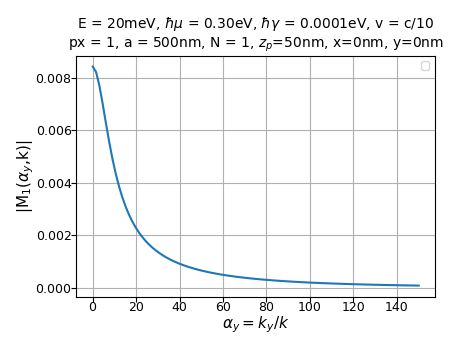 E = 20meV, ℏμ = 0.30eV, ℏγ = 0.0001eV, v = c/10
px = 1, a = 500nm, N = 1, z_p=50nm, x=0nm, y=0nm
|M₁(α_y,k)|
0.008
0.006
0.004
0.002
0.000
0 20 40 60 80 100 120 140
α_y = k_y/k